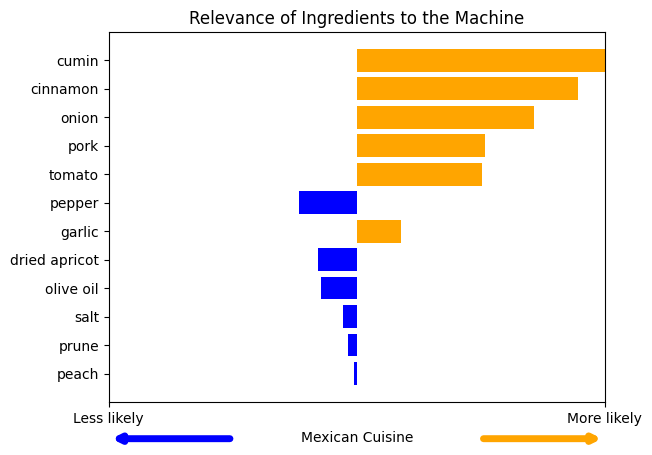 Relevance of Ingredients to the Machine
cumin
cinnamon
onion
pork
tomato
pepper
garlic
dried apricot
olive oil
salt
prune
peach
Less likely
More likely
Mexican Cuisine